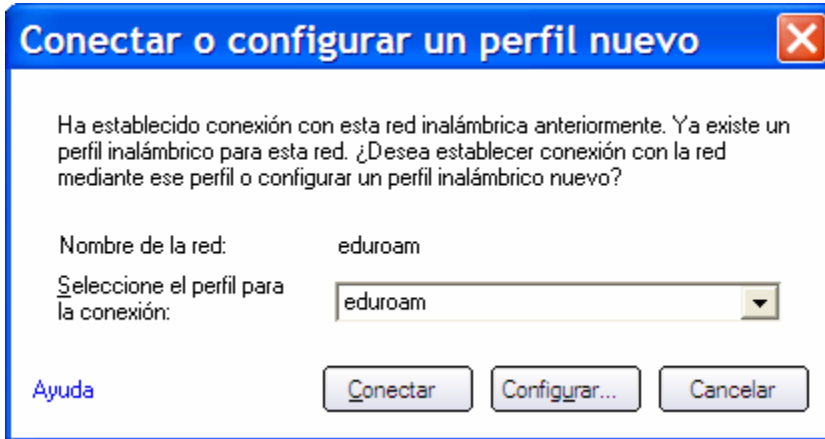 Conectar o configurar un perfil nuevo
Ha establecido conexión con esta red inalámbrica anteriormente. Ya existe un
perfil inalámbrico para esta red. ¿Desea establecer conexión con la red
mediante ese perfil o configurar un perfil inalámbrico nuevo?
Nombre de la red: eduroam
Seleccione el perfil para
la conexión:
eduroam
Ayuda Conectar Configurar... Cancelar